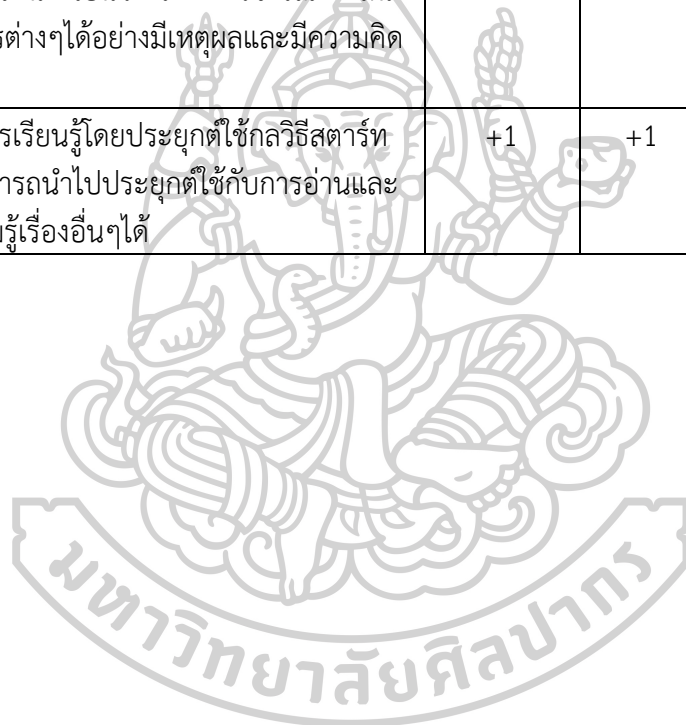 รต่างๆได้อย่างมีเหตุผลและมีความคิด
รเรียนรู้โดยประยุกต์ใช้กลวิธีสตาร์ท +1 +1
ารถนำไปประยุกต์ใช้กับการอ่านและ
มรู้เรื่องอื่นๆได้
มหาวิทยาลัยศิลปากร